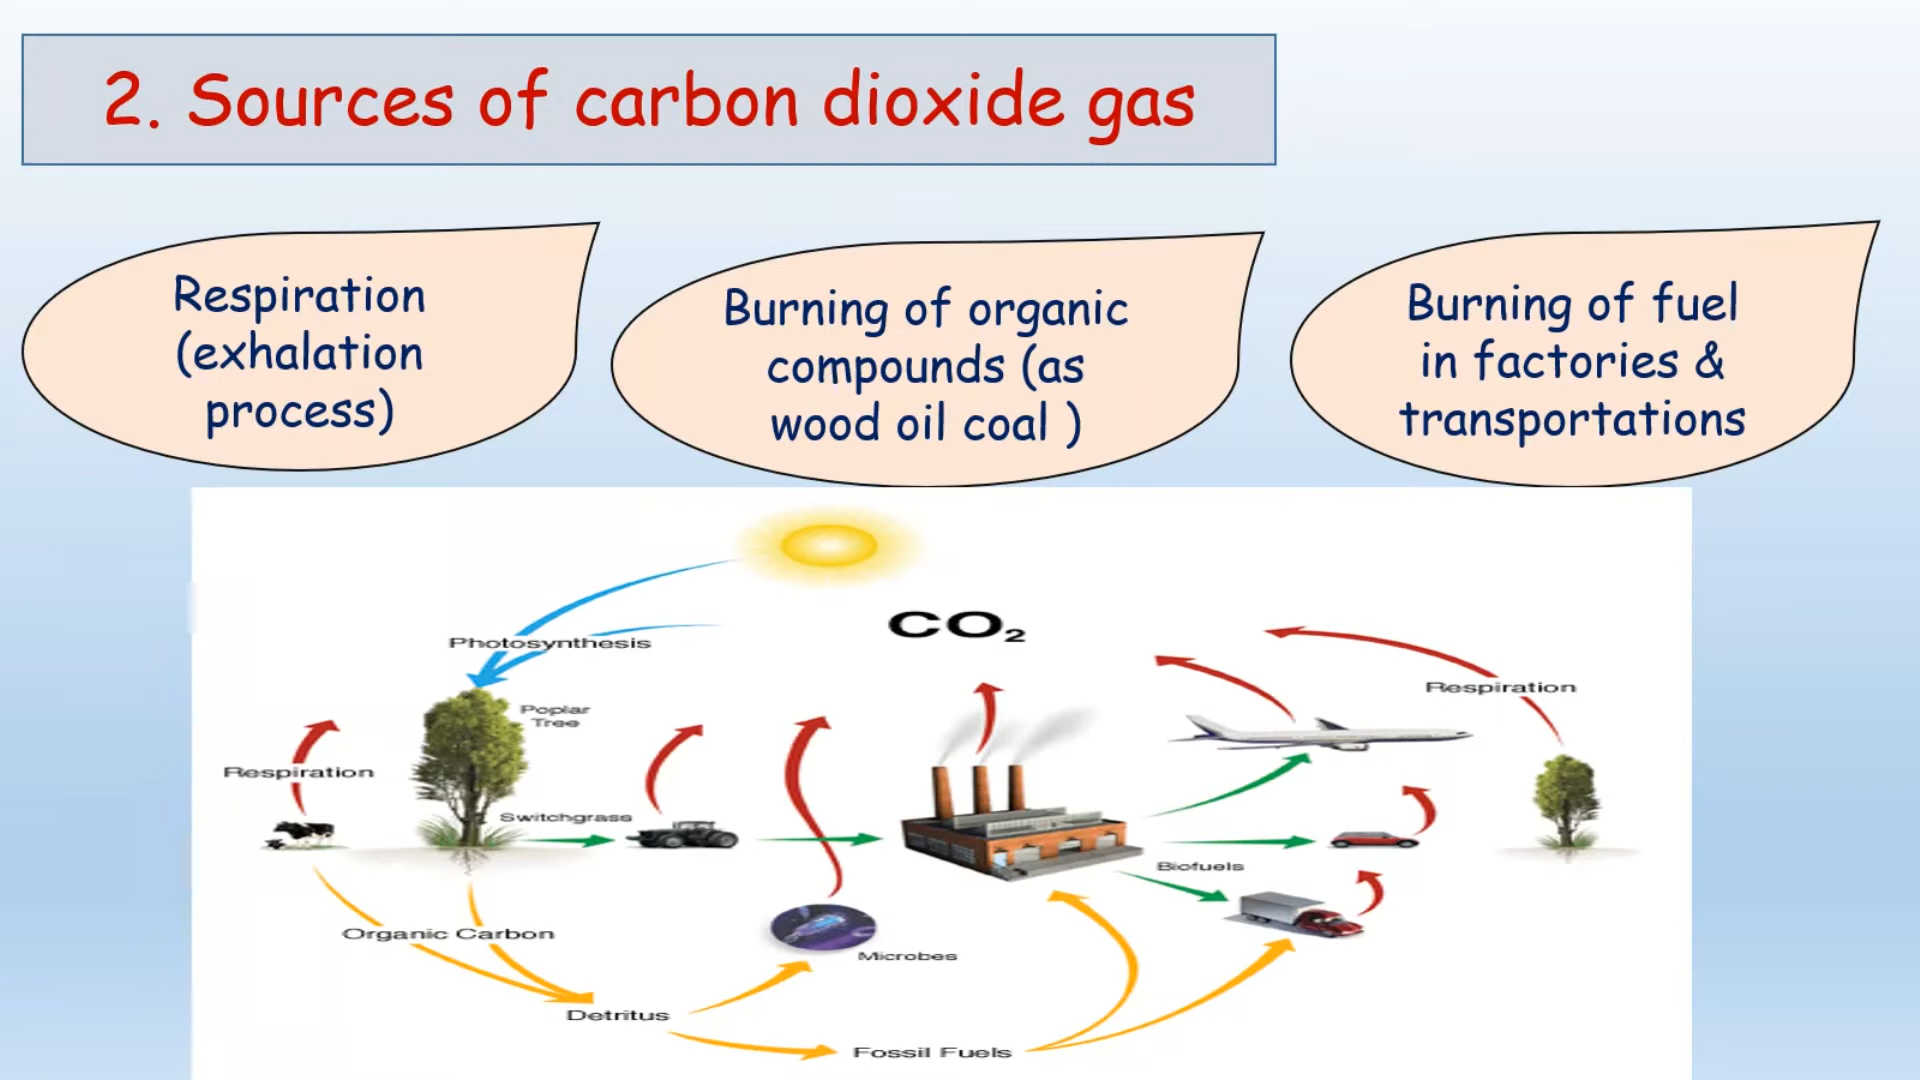 2. Sources of carbon dioxide gas
Respiration
(exhalation
process)
Burning of organic
compounds (as
wood oil coal )
Burning of fuel
in factories &
transportations
CO₂
Photosynthesis
Poplar
Tree
Respiration
Respiration
Switchgrass
Biofuels
Organic Carbon
Microbes
Detritus
Fossil Fuels